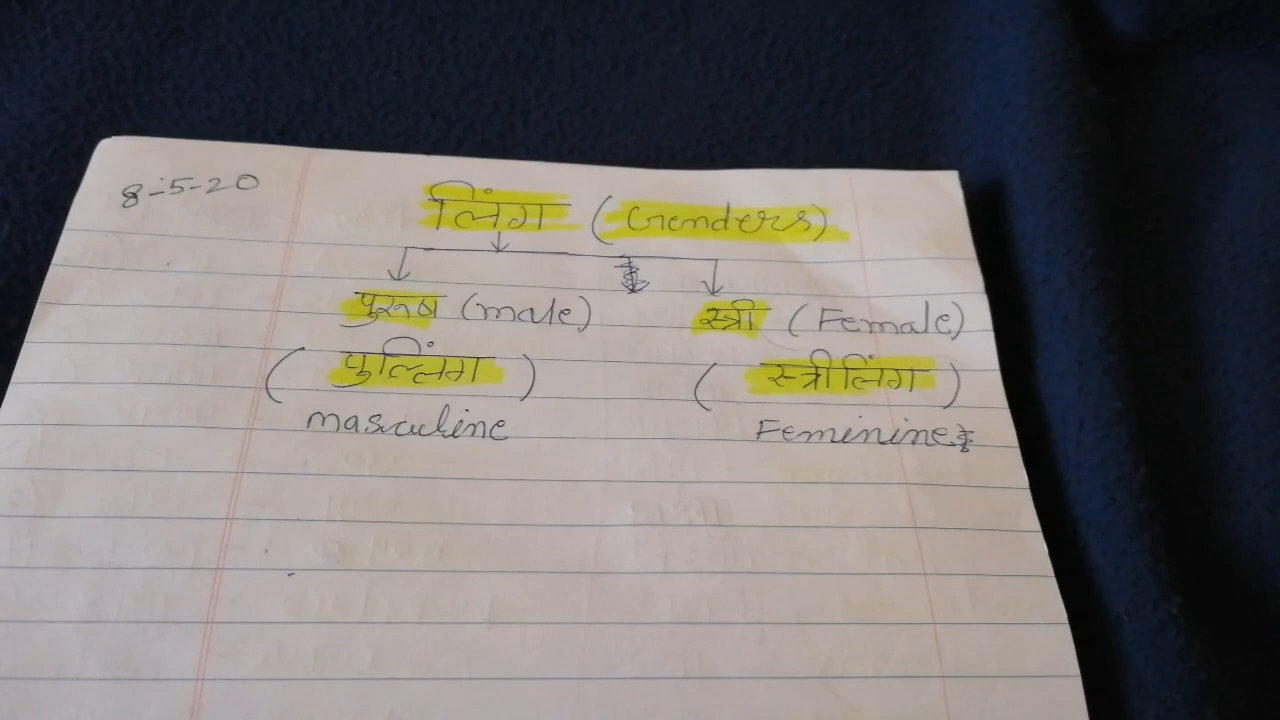 8-5-20
लिंग (Genders)
पुरूष (male) स्त्री (Female)
(पुल्लिंग) (स्त्रीलिंग)
masculine Feminine